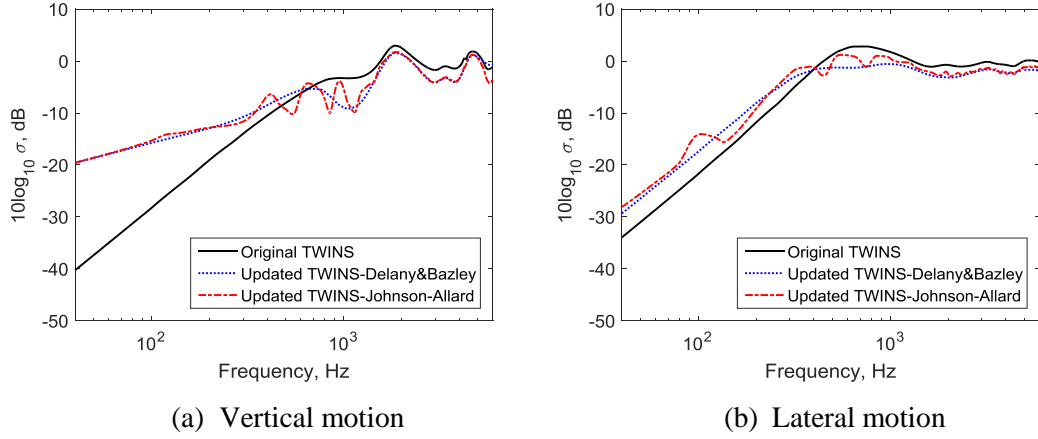 10
0
-10
-20
-30
-40
-50
10log10 σ, dB
Original TWINS
Updated TWINS-Delany&Bazley
Updated TWINS-Johnson-Allard
10^2
10^3
Frequency, Hz
(a) Vertical motion
10
0
-10
-20
-30
-40
-50
10log10 σ, dB
Original TWINS
Updated TWINS-Delany&Bazley
Updated TWINS-Johnson-Allard
10^2
10^3
Frequency, Hz
(b) Lateral motion